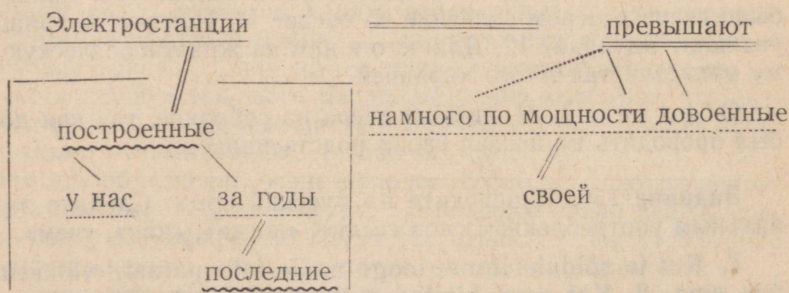 Электростанции превышают
построенные намного по мощности довоенные
у нас за годы своей
последние